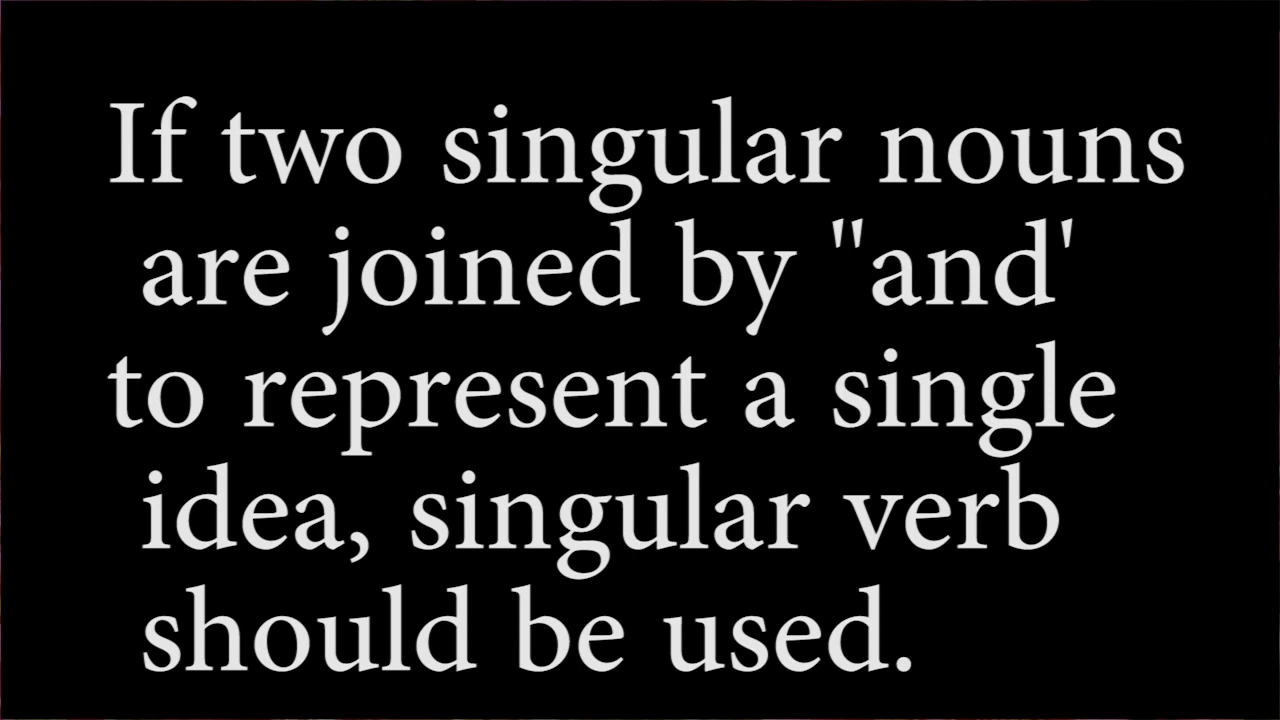 If two singular nouns
are joined by "and'
to represent a single
idea, singular verb
should be used.